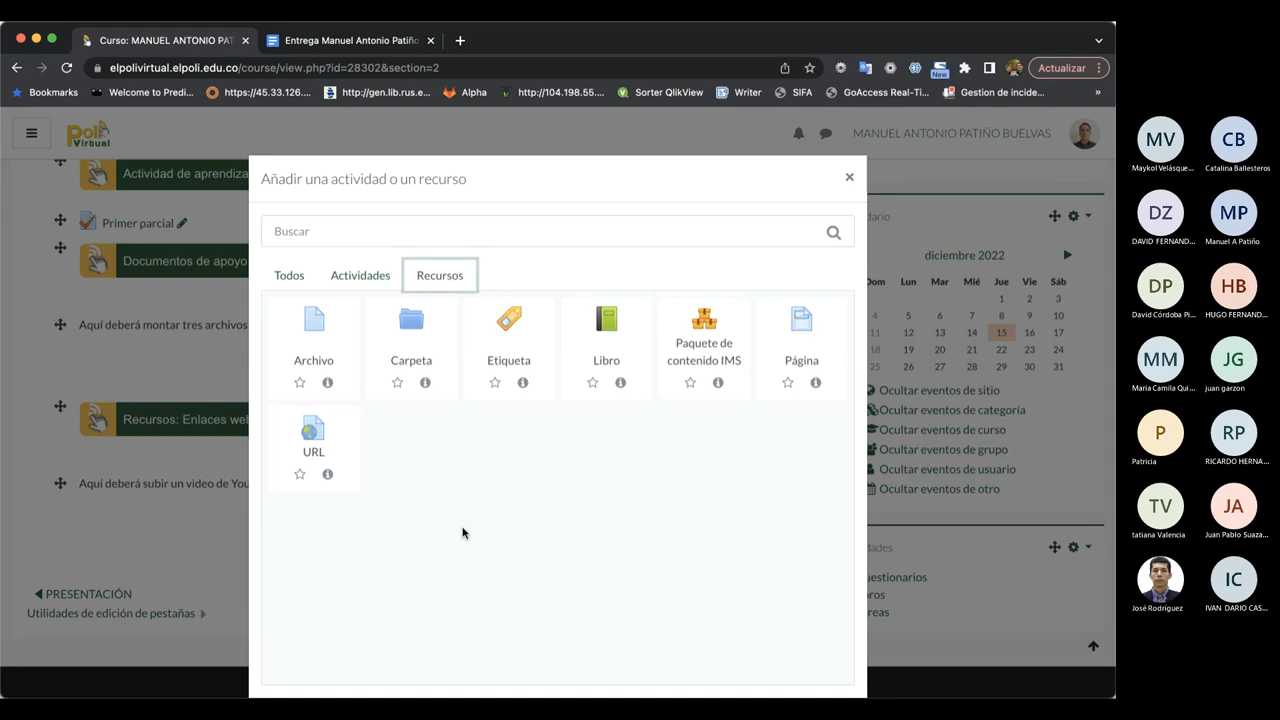 Curso: MANUEL ANTONIO PAT
Entrega Manuel Antonio Patiño
elpolivirtual.elpoli.edu.co/course/view.php?id=28302&section=2
New
Actualizar
Bookmarks
Welcome to Predi...
https://45.33.126....
http://gen.lib.rus.e...
Alpha
http://104.198.55....
Sorter QlikView
Writer
SIFA
GoAccess Real-Ti...
Gestion de incide...
»
Poli
Virtual
MANUEL ANTONIO PATIÑO BUELVAS
Actividad de aprendiza
Primer parcial
Documentos de apoyo
Aquí deberá montar tres archivos
Recursos: Enlaces web
Aquí deberá subir un video de You
PRESENTACIÓN
Utilidades de edición de pestañas
Añadir una actividad o un recurso
×
Buscar
Todos
Actividades
Recursos
Archivo
Carpeta
Etiqueta
Libro
Paquete de
contenido IMS
Página
URL
dario
diciembre 2022
Dom Lun Mar Mié Jue Vie Sáb
1 2 3
4 5 6 7 8 9 10
11 12 13 14 15 16 17
18 19 20 21 22 23 24
25 26 27 28 29 30 31
Ocultar eventos de sitio
Ocultar eventos de categoría
Ocultar eventos de curso
Ocultar eventos de grupo
Ocultar eventos de usuario
Ocultar eventos de otro
dades
uestionarios
oros
areas
MV
Maykol Velásque...
CB
Catalina Ballesteros
DZ
DAVID FERNAND...
MP
Manuel A Patiño
DP
David Córdoba Pi...
HB
HUGO FERNAND...
MM
Maria Camila Qui...
JG
juan garzon
P
Patricia
RP
RICARDO HERNA...
TV
tatiana Valencia
JA
Juan Pablo Suaza...
José Rodríguez
IC
IVAN DARIO CAS...